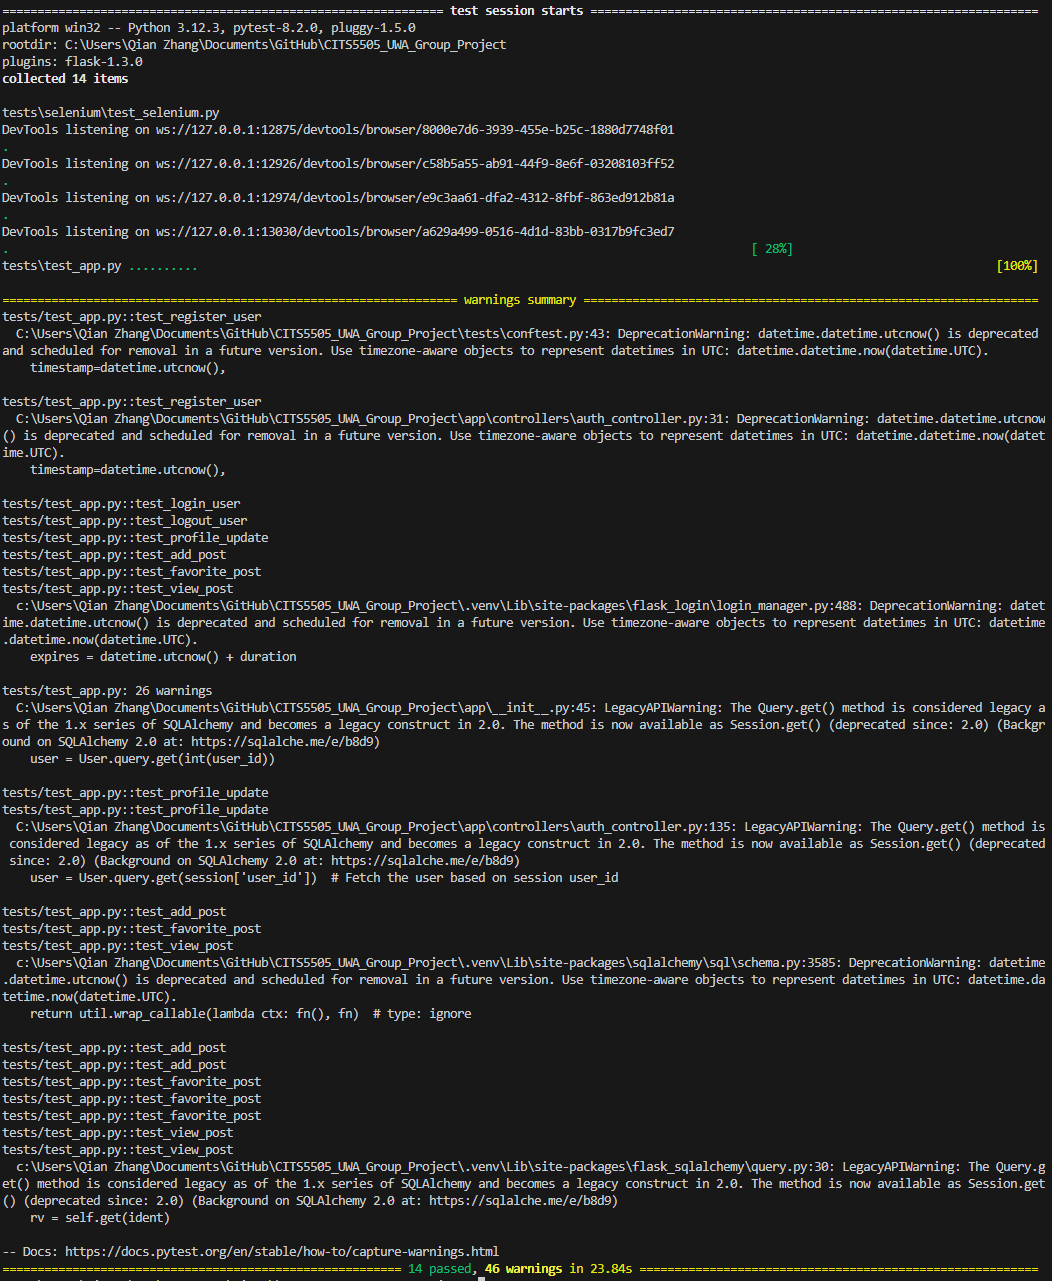 ============================================================== test session starts ================================================================
platform win32 -- Python 3.12.3, pytest-8.2.0, pluggy-1.5.0
rootdir: C:\Users\Qian Zhang\Documents\GitHub\CITS5505_UWA_Group_Project
plugins: flask-1.3.0
collected 14 items
tests\selenium\test_selenium.py
DevTools listening on ws://127.0.0.1:12875/devtools/browser/8000e7d6-3939-455e-b25c-1880d7748f01
.
DevTools listening on ws://127.0.0.1:12926/devtools/browser/c58b5a55-ab91-44f9-8e6f-03208103ff52
.
DevTools listening on ws://127.0.0.1:12974/devtools/browser/e9c3aa61-dfa2-4312-8fbf-863ed912b81a
.
DevTools listening on ws://127.0.0.1:13030/devtools/browser/a629a499-0516-4d1d-83bb-0317b9fc3ed7
. [ 28%]
tests\test_app.py .......... [100%]
================================================================= warnings summary =================================================================
tests/test_app.py::test_register_user
C:\Users\Qian Zhang\Documents\GitHub\CITS5505_UWA_Group_Project\tests\conftest.py:43: DeprecationWarning: datetime.datetime.utcnow() is deprecated
and scheduled for removal in a future version. Use timezone-aware objects to represent datetimes in UTC: datetime.datetime.now(datetime.UTC).
timestamp=datetime.utcnow(),
tests/test_app.py::test_register_user
C:\Users\Qian Zhang\Documents\GitHub\CITS5505_UWA_Group_Project\app\controllers\auth_controller.py:31: DeprecationWarning: datetime.datetime.utcnow
() is deprecated and scheduled for removal in a future version. Use timezone-aware objects to represent datetimes in UTC: datetime.datetime.now(datet
ime.UTC).
timestamp=datetime.utcnow(),
tests/test_app.py::test_login_user
tests/test_app.py::test_logout_user
tests/test_app.py::test_profile_update
tests/test_app.py::test_add_post
tests/test_app.py::test_favorite_post
tests/test_app.py::test_view_post
c:\Users\Qian Zhang\Documents\GitHub\CITS5505_UWA_Group_Project\.venv\Lib\site-packages\flask_login\login_manager.py:488: DeprecationWarning: datet
ime.datetime.utcnow() is deprecated and scheduled for removal in a future version. Use timezone-aware objects to represent datetimes in UTC: datetime
.datetime.now(datetime.UTC).
expires = datetime.utcnow() + duration
tests/test_app.py: 26 warnings
C:\Users\Qian Zhang\Documents\GitHub\CITS5505_UWA_Group_Project\app\__init__.py:45: LegacyAPIWarning: The Query.get() method is considered legacy a
s of the 1.x series of SQLAlchemy and becomes a legacy construct in 2.0. The method is now available as Session.get() (deprecated since: 2.0) (Backgr
ound on SQLAlchemy 2.0 at: https://sqlalche.me/e/b8d9)
user = User.query.get(int(user_id))
tests/test_app.py::test_profile_update
tests/test_app.py::test_profile_update
C:\Users\Qian Zhang\Documents\GitHub\CITS5505_UWA_Group_Project\app\controllers\auth_controller.py:135: LegacyAPIWarning: The Query.get() method is
considered legacy as of the 1.x series of SQLAlchemy and becomes a legacy construct in 2.0. The method is now available as Session.get() (deprecated
since: 2.0) (Background on SQLAlchemy 2.0 at: https://sqlalche.me/e/b8d9)
user = User.query.get(session['user_id'])  # Fetch the user based on session user_id
tests/test_app.py::test_add_post
tests/test_app.py::test_favorite_post
tests/test_app.py::test_view_post
c:\Users\Qian Zhang\Documents\GitHub\CITS5505_UWA_Group_Project\.venv\Lib\site-packages\sqlalchemy\sql\schema.py:3585: DeprecationWarning: datetime
.datetime.utcnow() is deprecated and scheduled for removal in a future version. Use timezone-aware objects to represent datetimes in UTC: datetime.da
tetime.now(datetime.UTC).
return util.wrap_callable(lambda ctx: fn(), fn)  # type: ignore
tests/test_app.py::test_add_post
tests/test_app.py::test_add_post
tests/test_app.py::test_favorite_post
tests/test_app.py::test_favorite_post
tests/test_app.py::test_favorite_post
tests/test_app.py::test_view_post
tests/test_app.py::test_view_post
c:\Users\Qian Zhang\Documents\GitHub\CITS5505_UWA_Group_Project\.venv\Lib\site-packages\flask_sqlalchemy\query.py:30: LegacyAPIWarning: The Query.g
et() method is considered legacy as of the 1.x series of SQLAlchemy and becomes a legacy construct in 2.0. The method is now available as Session.get
() (deprecated since: 2.0) (Background on SQLAlchemy 2.0 at: https://sqlalche.me/e/b8d9)
rv = self.get(ident)
-- Docs: https://docs.pytest.org/en/stable/how-to/capture-warnings.html
========================================================= 14 passed, 46 warnings in 23.84s =========================================================